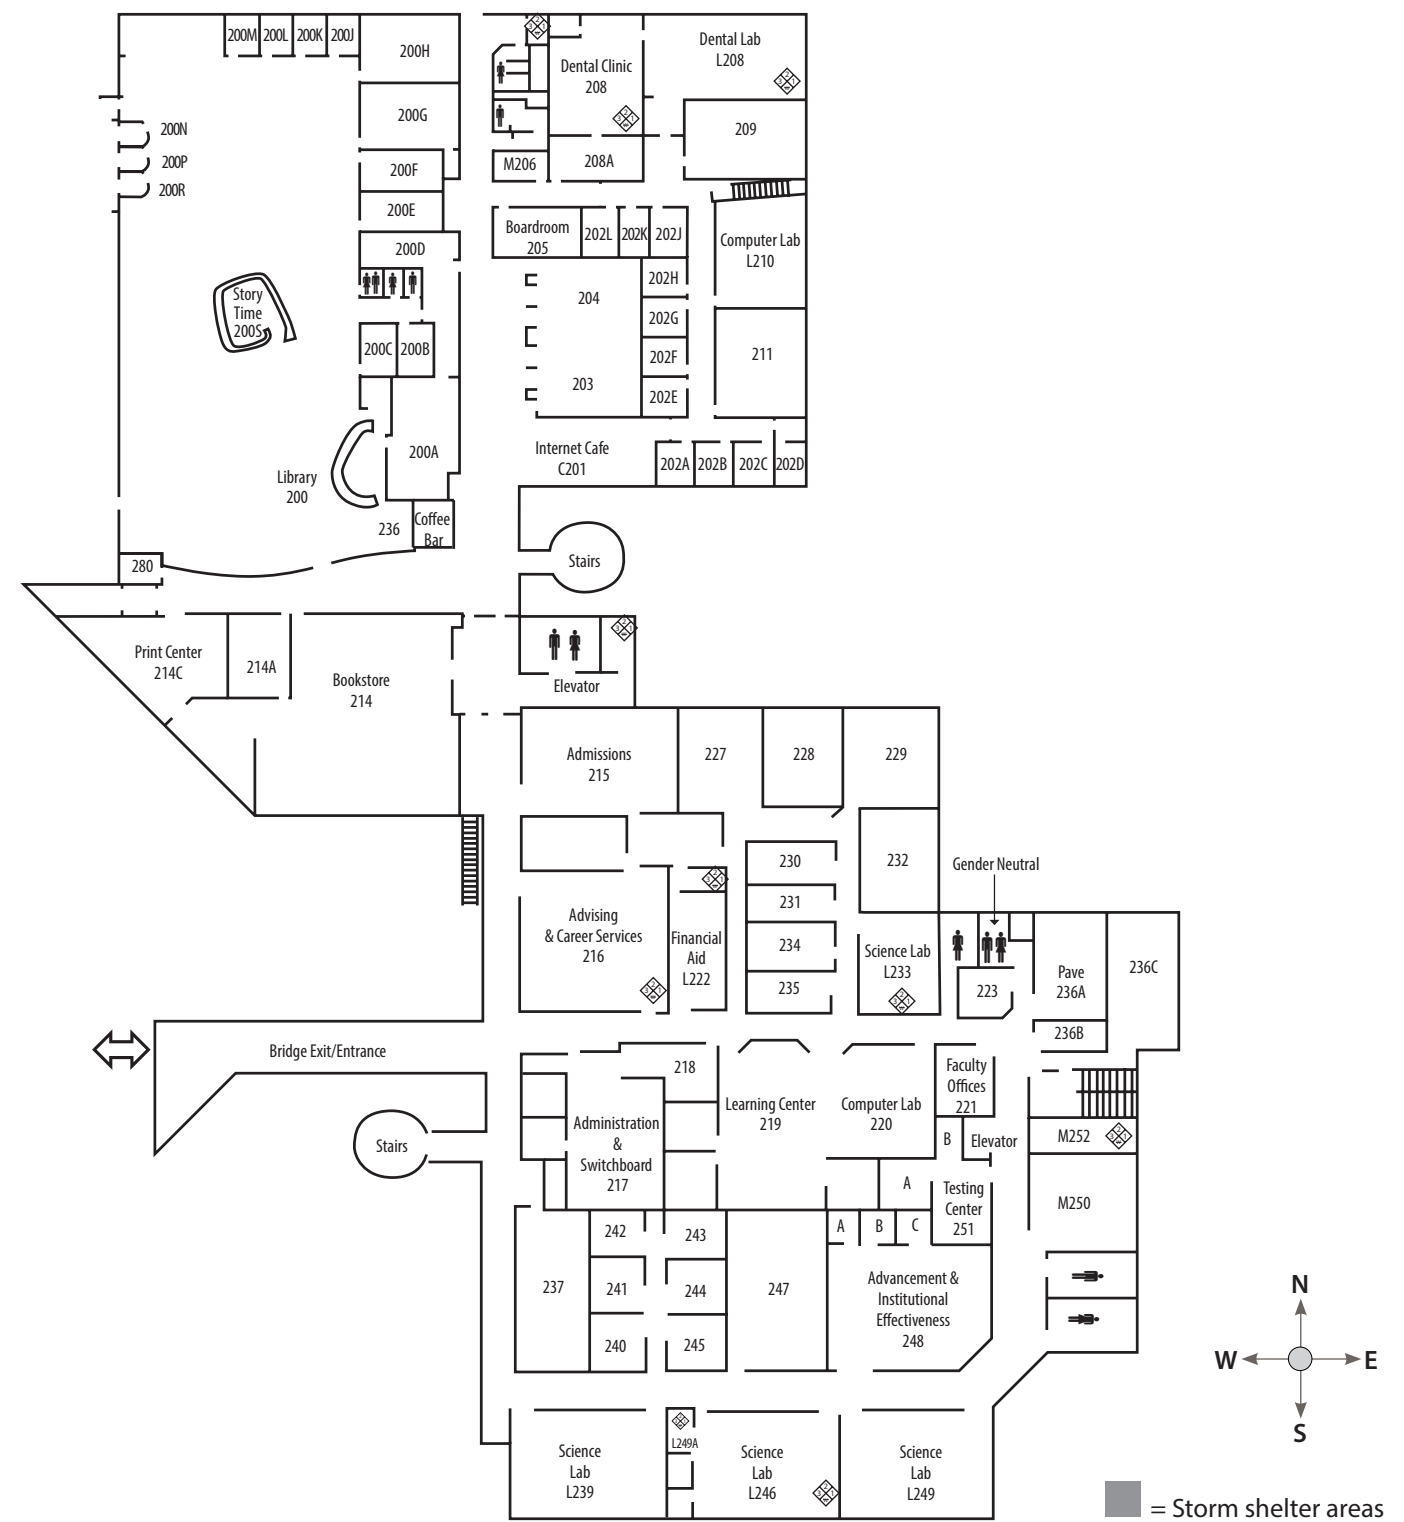 200M
200L
200K
200J
200H
Dental Clinic
208
Dental Lab
L208
200G
200N
209
200P
200F
M206
208A
200R
200E
Boardroom
205
202L
202K
202J
Computer Lab
L210
200D
202H
Story
Time
200S
204
202G
200C
200B
202F
211
203
202E
200A
Internet Cafe
C201
202A
202B
202C
202D
Library
200
236
Coffee
Bar
280
Stairs
Print Center
214C
214A
Bookstore
214
Elevator
Admissions
215
227
228
229
230
232
Gender Neutral
231
Advising
& Career Services
216
Financial
Aid
L222
234
Science Lab
L233
235
223
Pave
236A
236C
236B
Bridge Exit/Entrance
218
Learning Center
219
Computer Lab
220
Faculty
Offices
221
Stairs
Administration
&
Switchboard
217
B
Elevator
M252
2
3 1
A
Testing
Center
251
M250
242
243
A
B
C
237
241
244
247
Advancement &
Institutional
Effectiveness
248
240
245
N
W
E
S
Science
Lab
L239
L249A
Science
Lab
L246
Science
Lab
L249
= Storm shelter areas